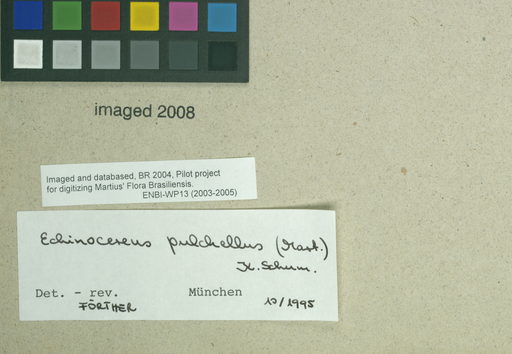 imaged 2008
Imaged and databased, BR 2004, Pilot project
for digitizing Martius' Flora Brasiliensis.
ENBI-WP13 (2003-2005)
Echinocereus pulchellus (Mart.)
K. Schum.
Det. - rev. München 10/1995
FÖRTHER